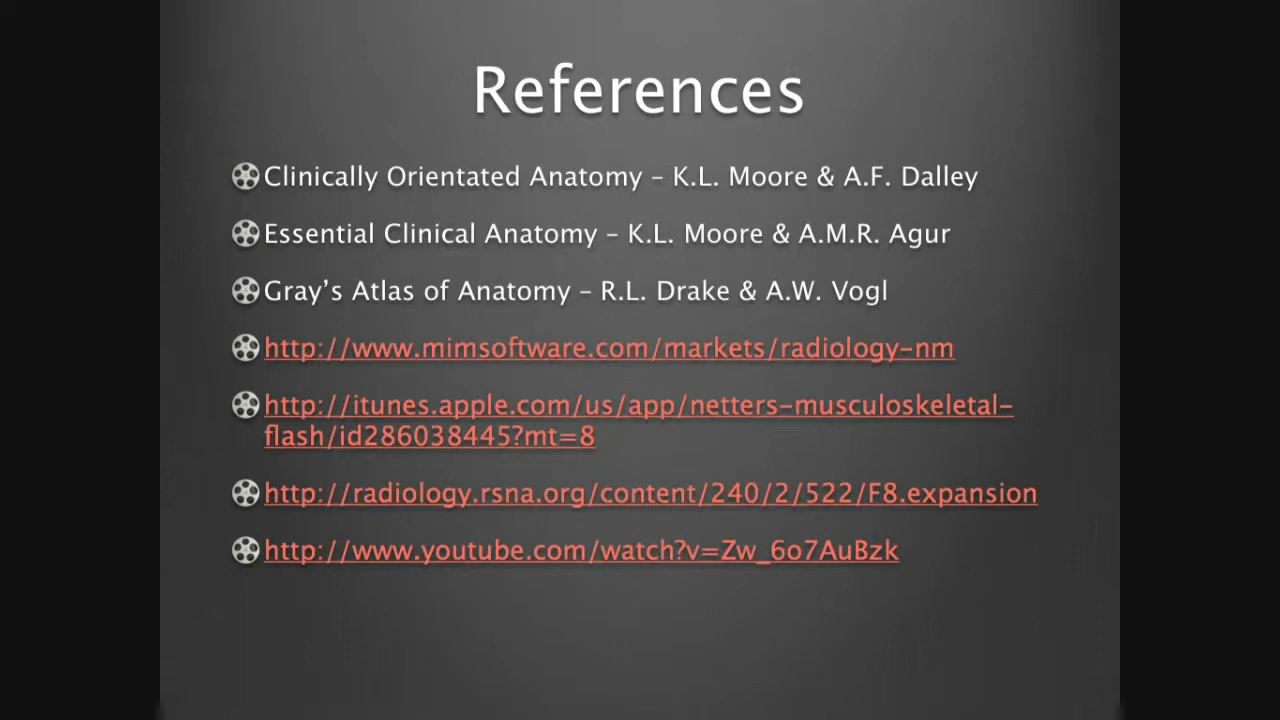 References
Clinically Orientated Anatomy – K.L. Moore & A.F. Dalley
Essential Clinical Anatomy – K.L. Moore & A.M.R. Agur
Gray’s Atlas of Anatomy – R.L. Drake & A.W. Vogl
http://www.mimsoftware.com/markets/radiology-nm
http://itunes.apple.com/us/app/netters-musculoskeletal-
flash/id286038445?mt=8
http://radiology.rsna.org/content/240/2/522/F8.expansion
http://www.youtube.com/watch?v=Zw_6o7AuBzk